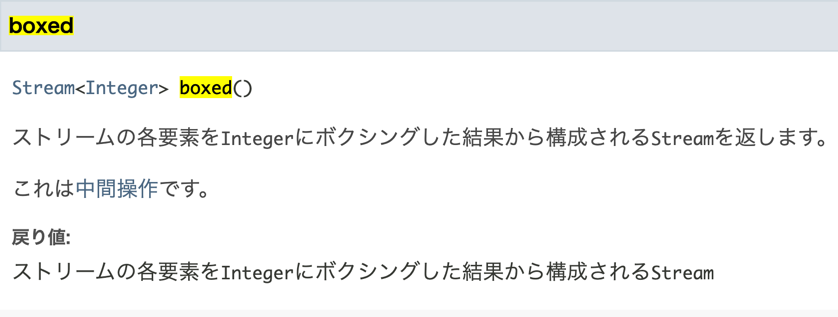 boxed
Stream<Integer> boxed()
ストリームの各要素をIntegerにボクシングした結果から構成されるStreamを返します。
これは中間操作です。
戻り値:
ストリームの各要素をIntegerにボクシングした結果から構成されるStream